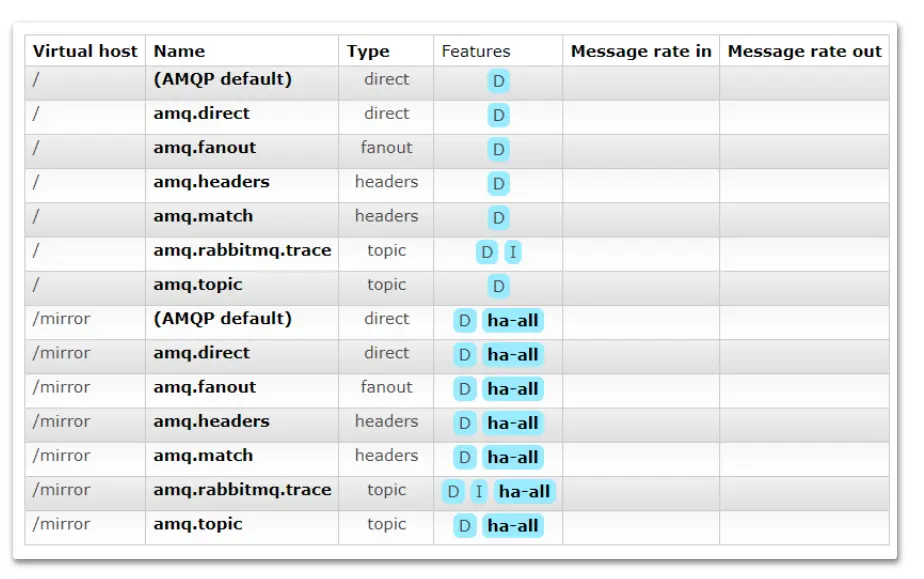 Virtual host Name Type Features Message rate in Message rate out
/ (AMQP default) direct D
/ amq.direct direct D
/ amq.fanout fanout D
/ amq.headers headers D
/ amq.match headers D
/ amq.rabbitmq.trace topic D I
/ amq.topic topic D
/mirror (AMQP default) direct D ha-all
/mirror amq.direct direct D ha-all
/mirror amq.fanout fanout D ha-all
/mirror amq.headers headers D ha-all
/mirror amq.match headers D ha-all
/mirror amq.rabbitmq.trace topic D I ha-all
/mirror amq.topic topic D ha-all